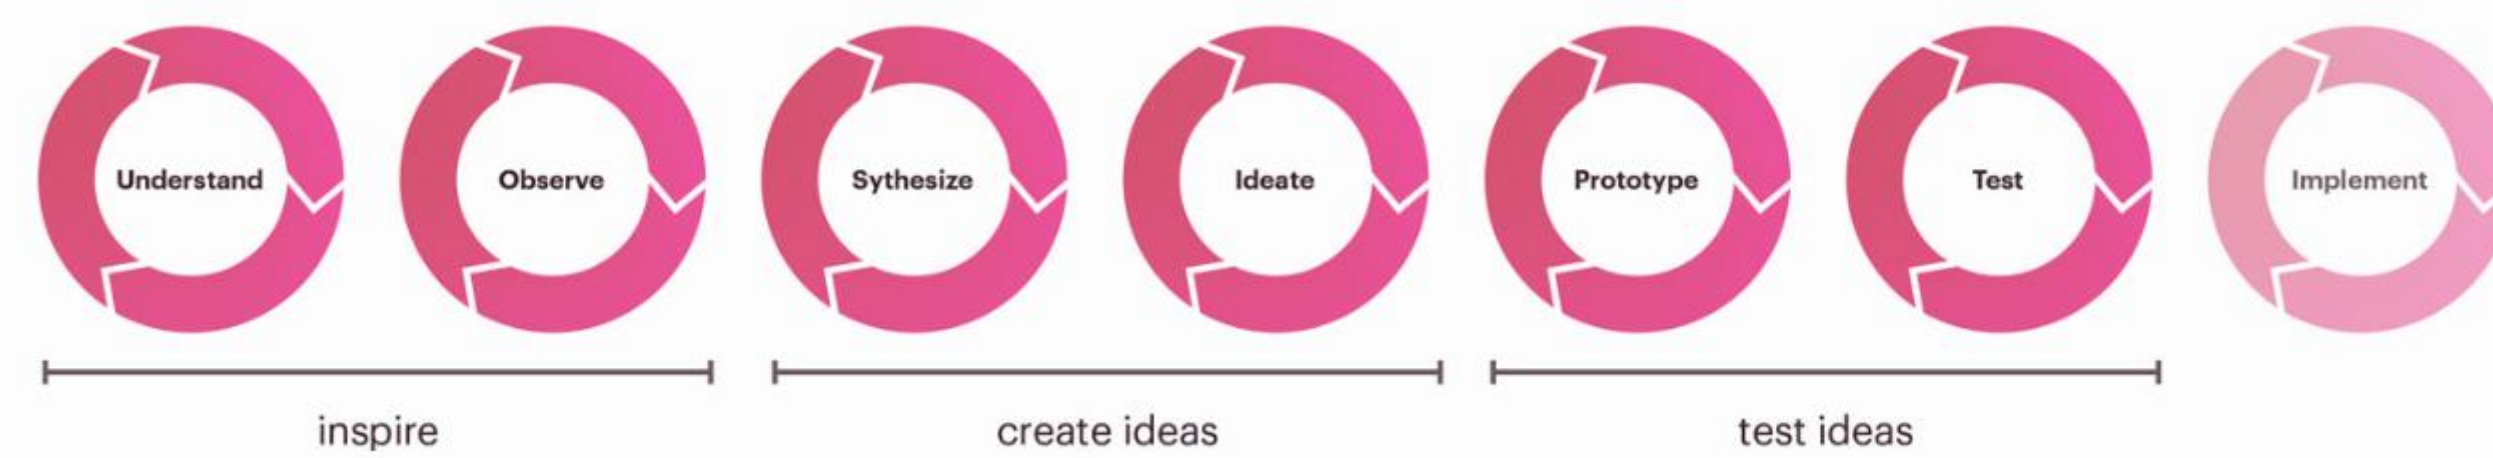 Understand
Observe
Sythesize
Ideate
Prototype
Test
Implement
inspire
create ideas
test ideas